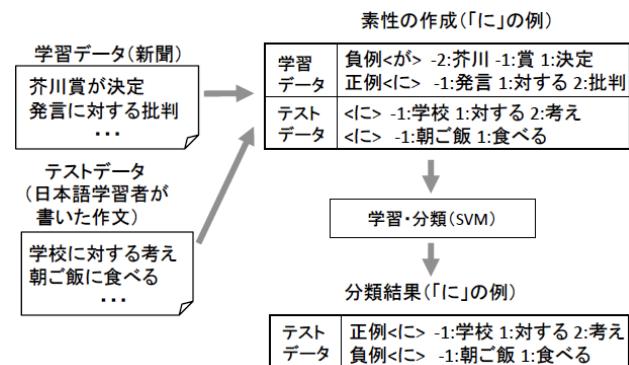 素性の作成(「に」の例)
学習データ(新聞)
芥川賞が決定
発言に対する批判
・・・
テストデータ
(日本語学習者が
書いた作文)
学校に対する考え
朝ご飯に食べる
・・・
学習
データ
負例<が> -2:芥川 -1:賞 1:決定
正例<に> -1:発言 1:対する 2:批判
テスト
データ
<に> -1:学校 1:対する 2:考え
<に> -1:朝ご飯 1:食べる
学習・分類(SVM)
分類結果(「に」の例)
テスト
データ
正例<に> -1:学校 1:対する 2:考え
負例<に> -1:朝ご飯 1:食べる